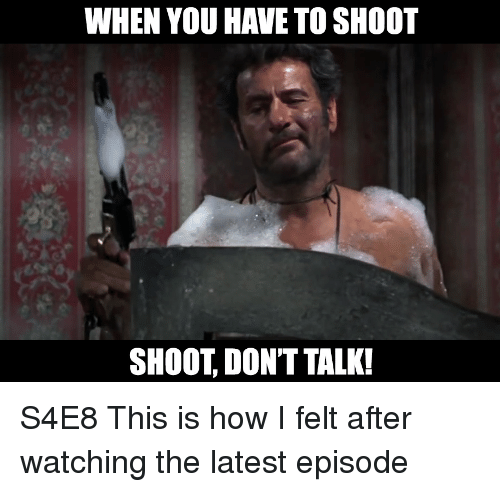 WHEN YOU HAVE TO SHOOT
SHOOT, DON'T TALK!
S4E8 This is how I felt after
watching the latest episode